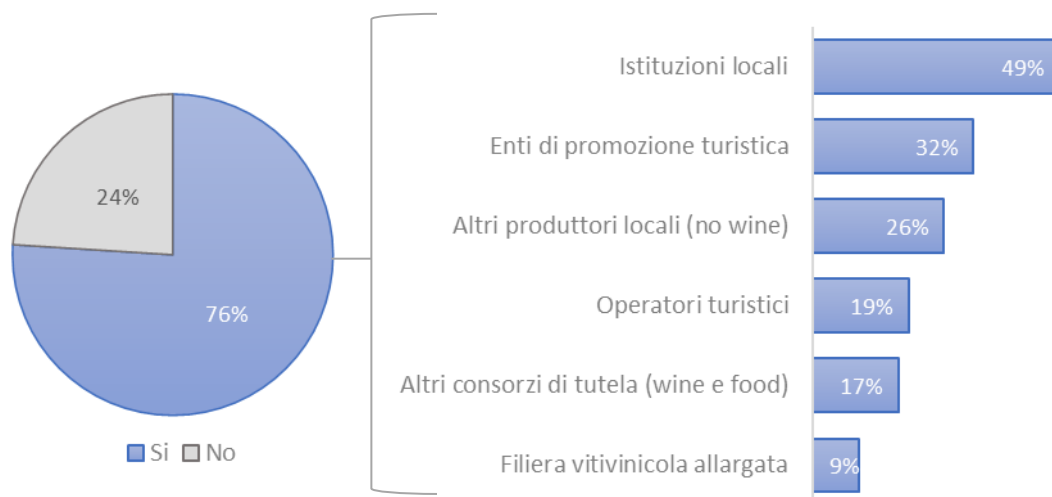 24%
76%
Si No
Istituzioni locali 49%
Enti di promozione turistica 32%
Altri produttori locali (no wine) 26%
Operatori turistici 19%
Altri consorzi di tutela (wine e food) 17%
Filiera vitivinicola allargata 9%